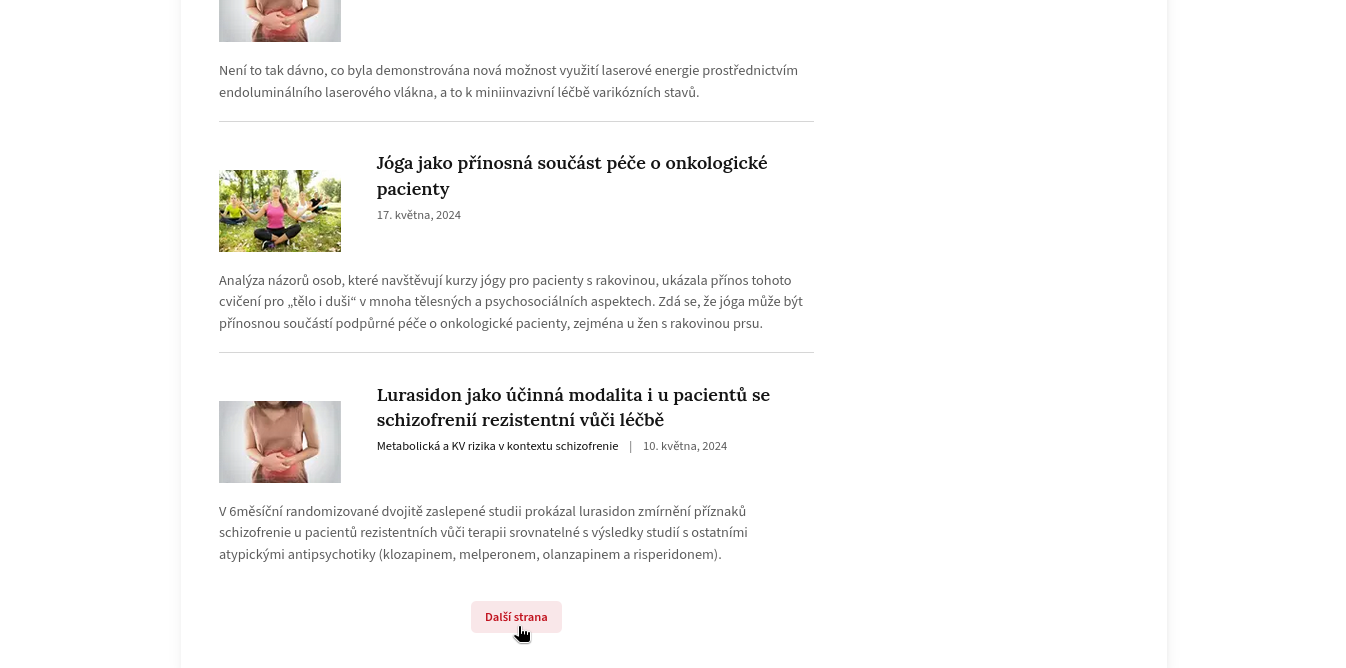 Není to tak dávno, co byla demonstrována nová možnost využití laserové energie prostřednictvím
endoluminálního laserového vlákna, a to k miniinvazivní léčbě varikózních stavů.
Jóga jako přínosná součást péče o onkologické
pacienty
17. května, 2024
Analýza názorů osob, které navštěvují kurzy jógy pro pacienty s rakovinou, ukázala přínos tohoto
cvičení pro „tělo i duši“ v mnoha tělesných a psychosociálních aspektech. Zdá se, že jóga může být
přínosnou součástí podpůrné péče o onkologické pacienty, zejména u žen s rakovinou prsu.
Lurasidon jako účinná modalita i u pacientů se
schizofrenií rezistentní vůči léčbě
Metabolická a KV rizika v kontextu schizofrenie | 10. května, 2024
V 6měsíční randomizované dvojitě zaslepené studii prokázal lurasidon zmírnění příznaků
schizofrenie u pacientů rezistentních vůči terapii srovnatelné s výsledky studií s ostatními
atypickými antipsychotiky (klozapinem, melperonem, olanzapinem a risperidonem).
Další strana